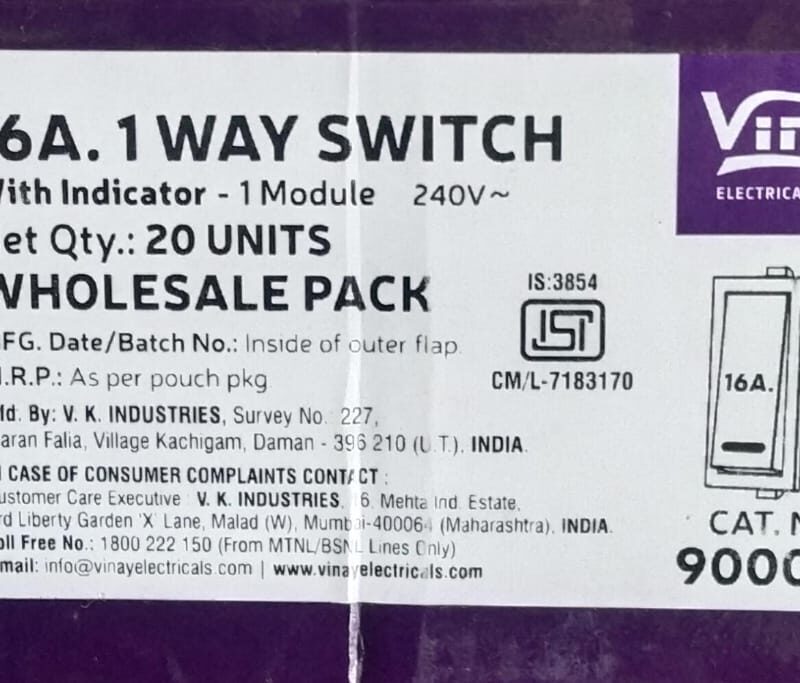 6A. 1 WAY SWITCH
With Indicator - 1 Module 240V~
et Qty.: 20 UNITS
WHOLESALE PACK
FG. Date/Batch No.: Inside of outer flap
.R.P.: As per pouch pkg
fd. By: V. K. INDUSTRIES, Survey No. 227,
aran Falia, Village Kachigam, Daman - 396 210 (U.T.), INDIA.
CASE OF CONSUMER COMPLAINTS CONTACT :
ustomer Care Executive : V. K. INDUSTRIES, 6, Mehta Ind. Estate,
rd Liberty Garden 'X' Lane, Malad (W), Mumbai-400064 (Maharashtra), INDIA.
oll Free No.: 1800 222 150 (From MTNL/BSNL Lines Only)
mail: info@vinayelectricals.com | www.vinayelectricals.com
IS:3854
ISI
CM/L-7183170
Vin
ELECTRICA
16A.
CAT. N
9000